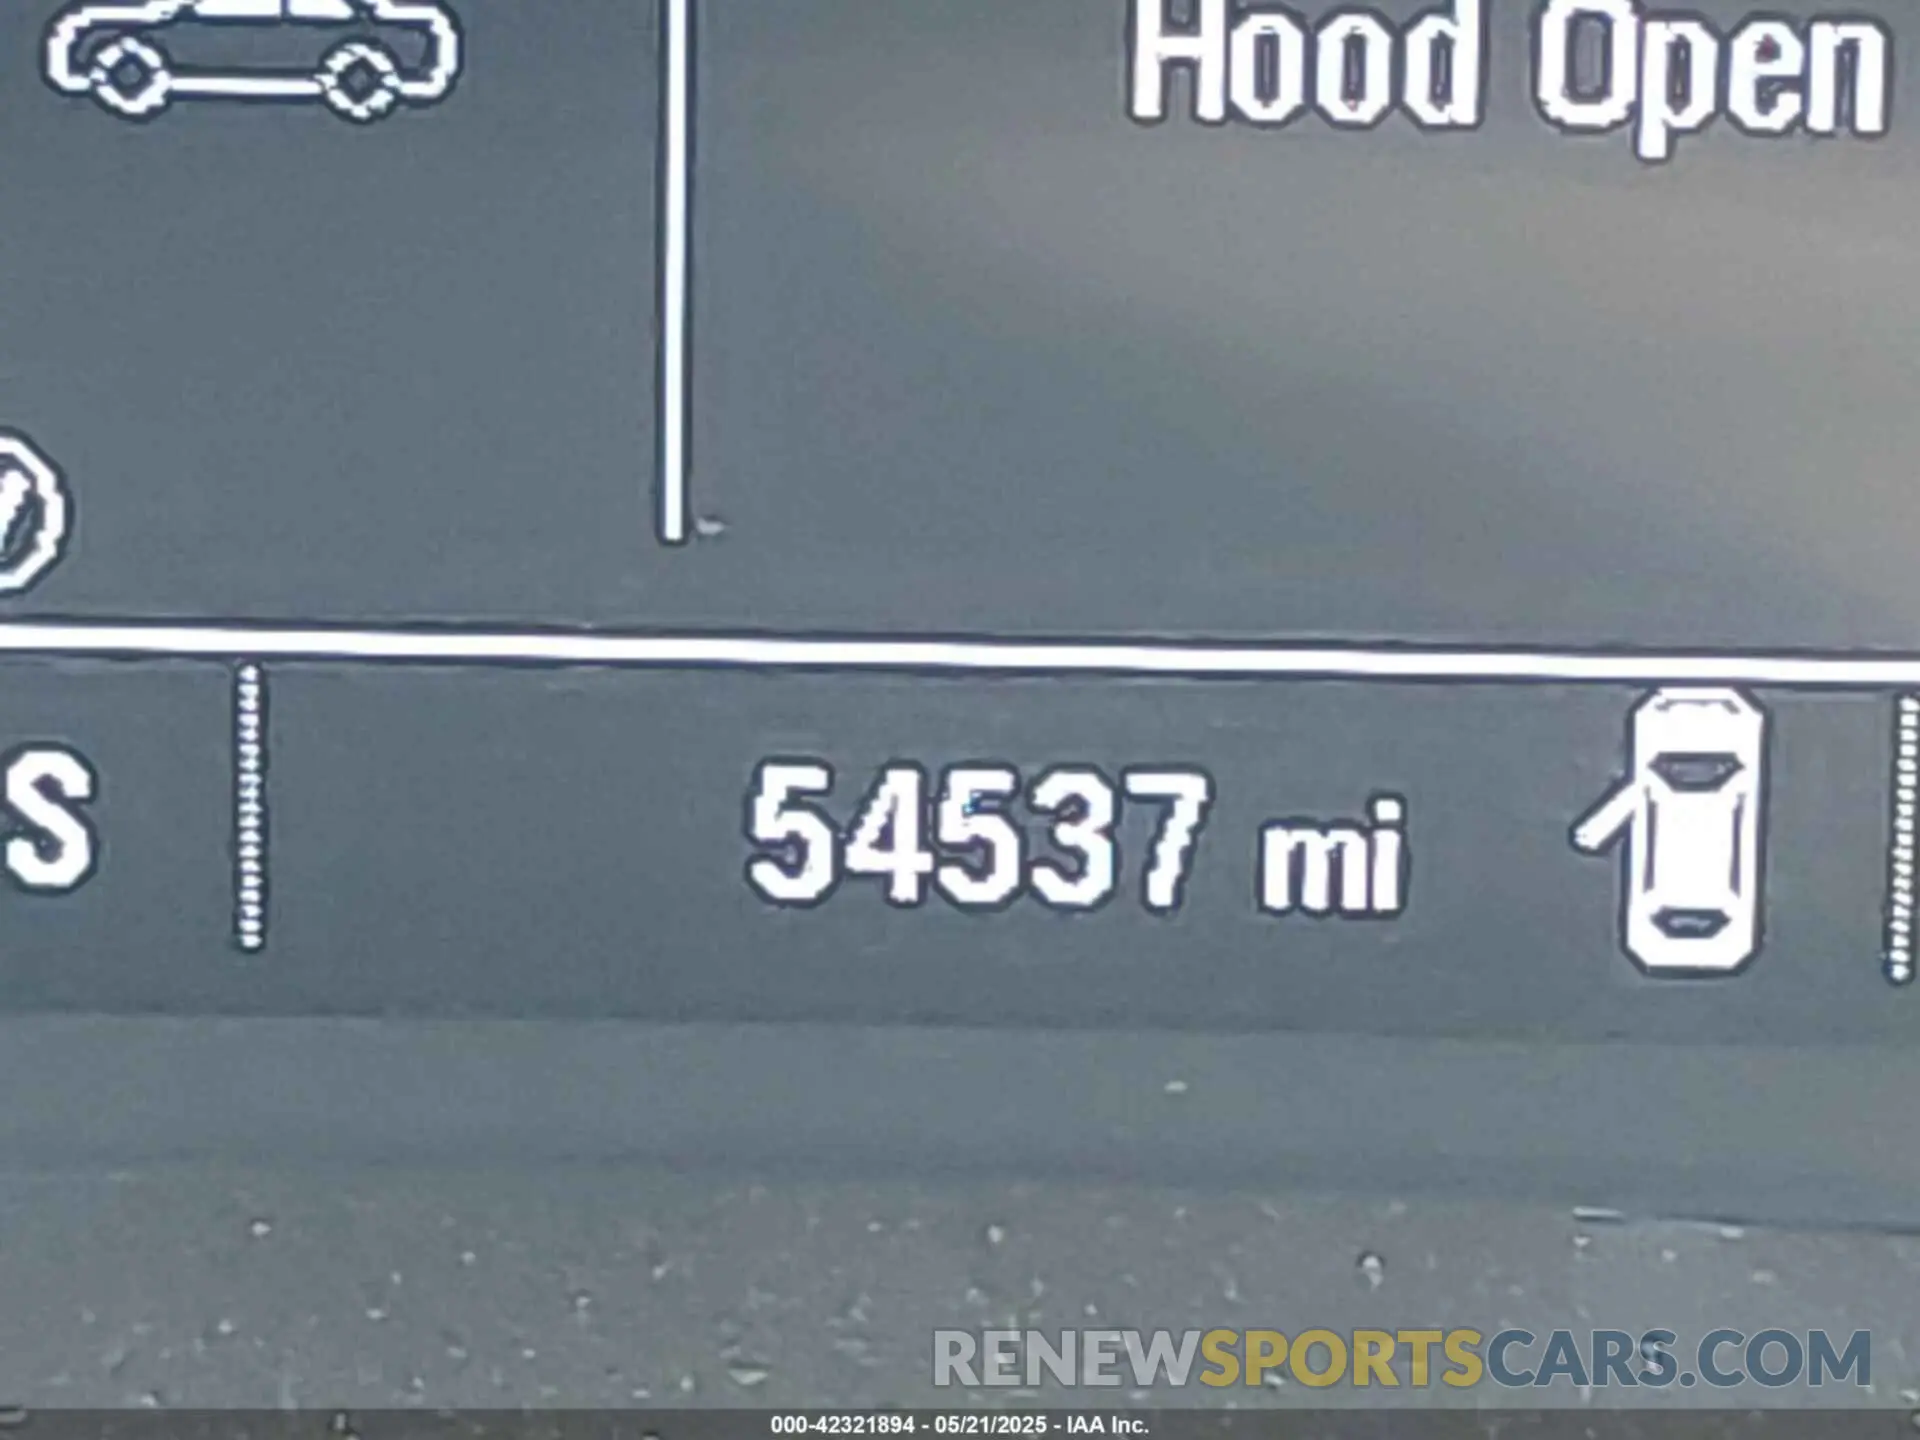 Hood Open
S
54537 mi
RENEWSPORTSCARS.COM
000-42321894 - 05/21/2025 - IAA Inc.